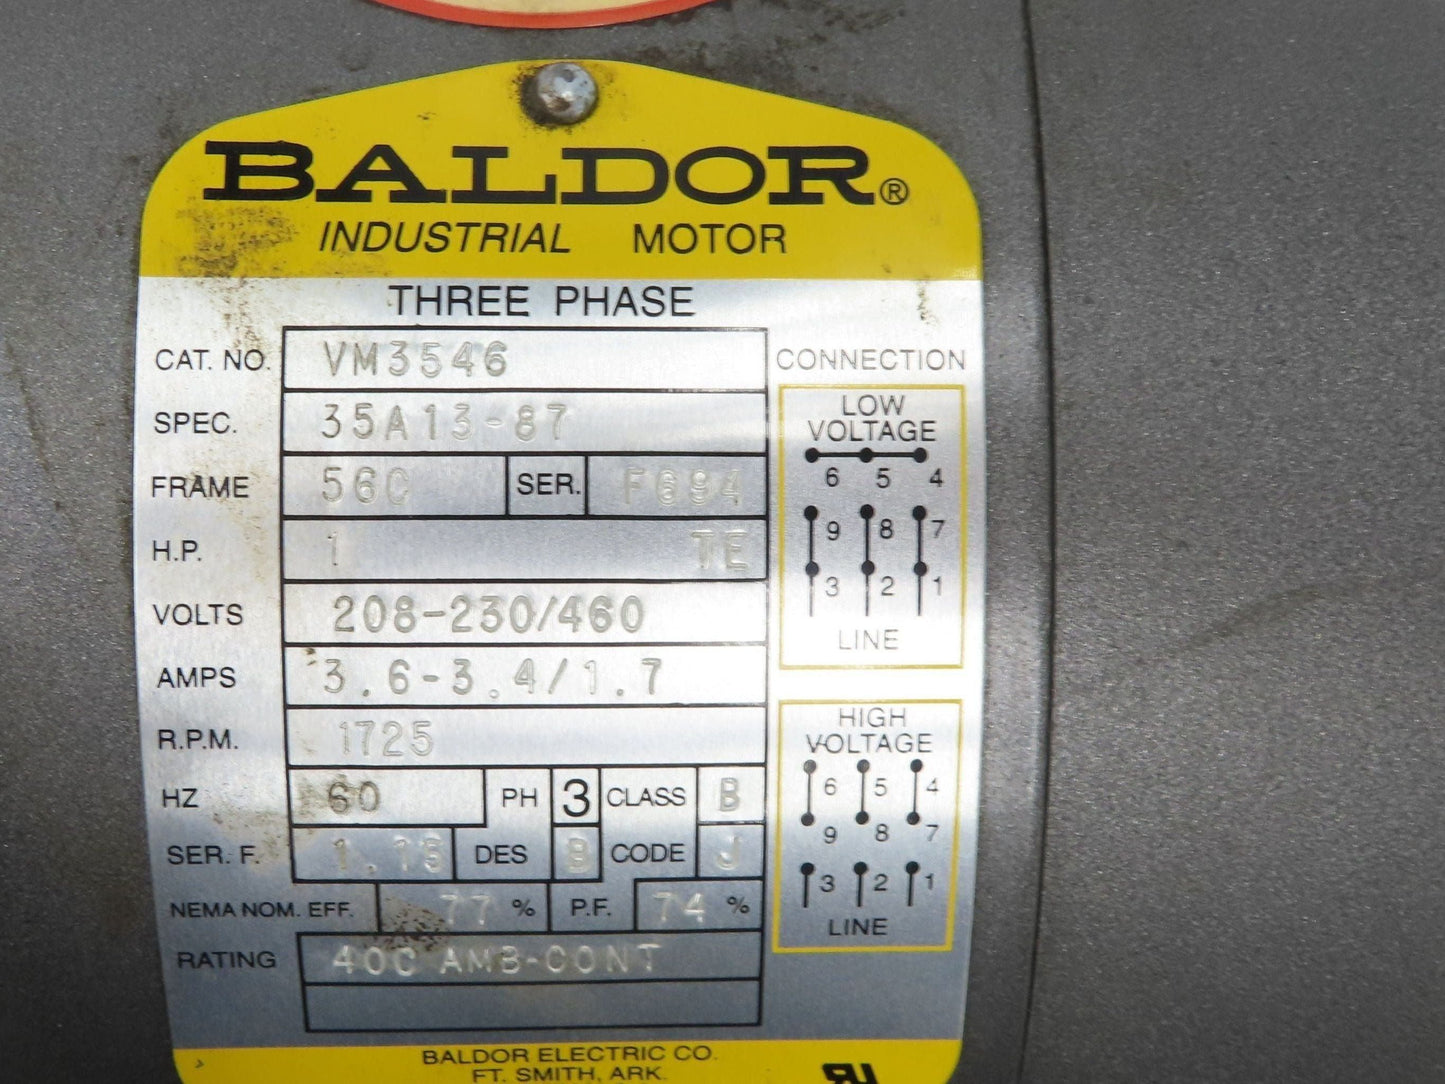 BALDOR®
INDUSTRIAL MOTOR
THREE PHASE
CAT. NO. VM3546
SPEC. 35A13-87
FRAME 56C SER. F694
H.P. 1 TE
VOLTS 208-230/460
AMPS 3.6-3.4/1.7
R.P.M. 1725
HZ 60 PH 3 CLASS B
SER. F. 1.15 DES B CODE J
NEMA NOM. EFF. 77 % P.F. 74 %
RATING 40C AMB-CONT
CONNECTION
LOW
VOLTAGE
6 5 4
9 8 7
3 2 1
LINE
HIGH
VOLTAGE
6 5 4
9 8 7
3 2 1
LINE
BALDOR ELECTRIC CO.
FT. SMITH, ARK.